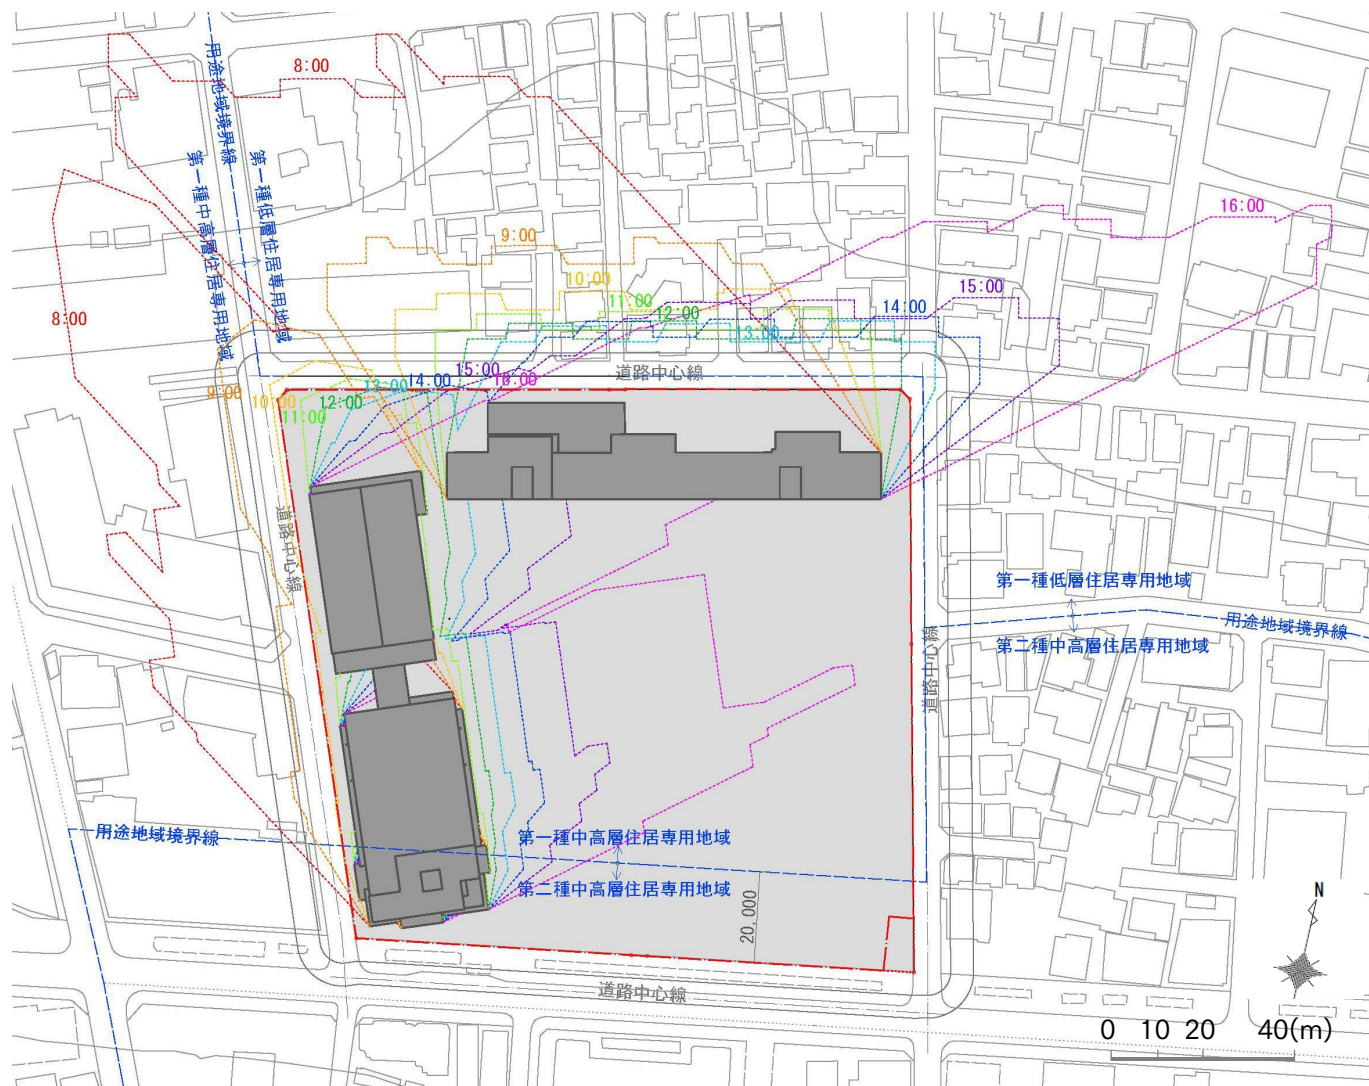 8:00
用途地域境界線
第一種中高層住居専用地域
第一種低層住居専用地域
16:00
9:00
10:00
15:00
11:00
14:00
12:00
8:00
13:00
15:00
道路中心線
14:00
16:00
13:00
9:00
10:00
12:00
11:00
道路中心線
第一種低層住居専用地域
用途地域境界線
第二種中高層住居専用地域
道路中心線
用途地域境界線
第一種中高層住居専用地域
第二種中高層住居専用地域
20,000
N
道路中心線
0 10 20 40(m)